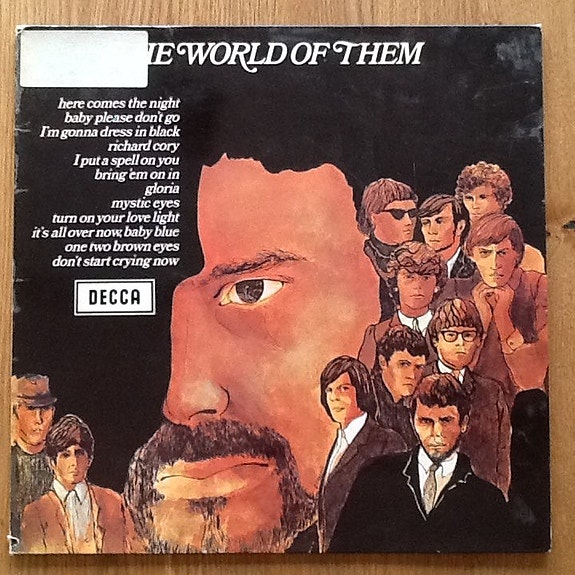 HE WORLD OF THEM
here comes the night
baby please don't go
I'm gonna dress in black
richard cory
I put a spell on you
bring 'em on in
gloria
mystic eyes
turn on your love light
it's all over now, baby blue
one two brown eyes
don't start crying now
DECCA